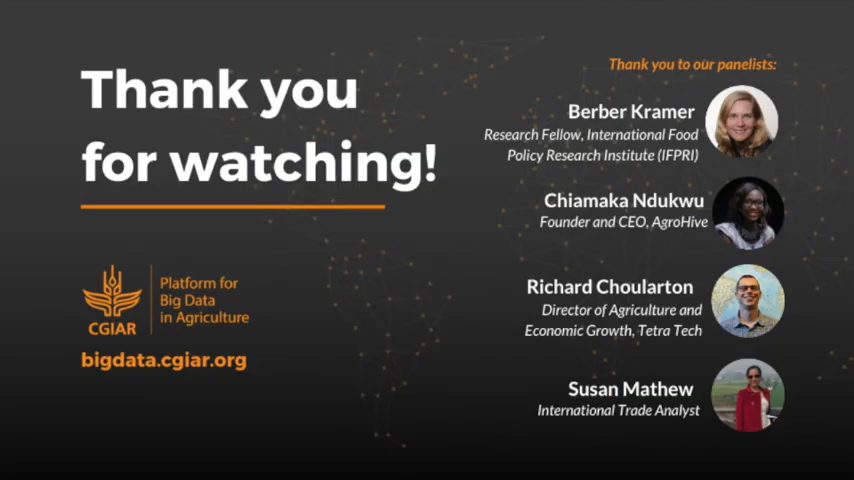 Thank you
for watching!
CGIAR
Platform for
Big Data
in Agriculture
bigdata.cgiar.org
Thank you to our panelists:
Berber Kramer
Research Fellow, International Food
Policy Research Institute (IFPRI)
Chiamaka Ndukwu
Founder and CEO, AgroHive
Richard Choularton
Director of Agriculture and
Economic Growth, Tetra Tech
Susan Mathew
International Trade Analyst